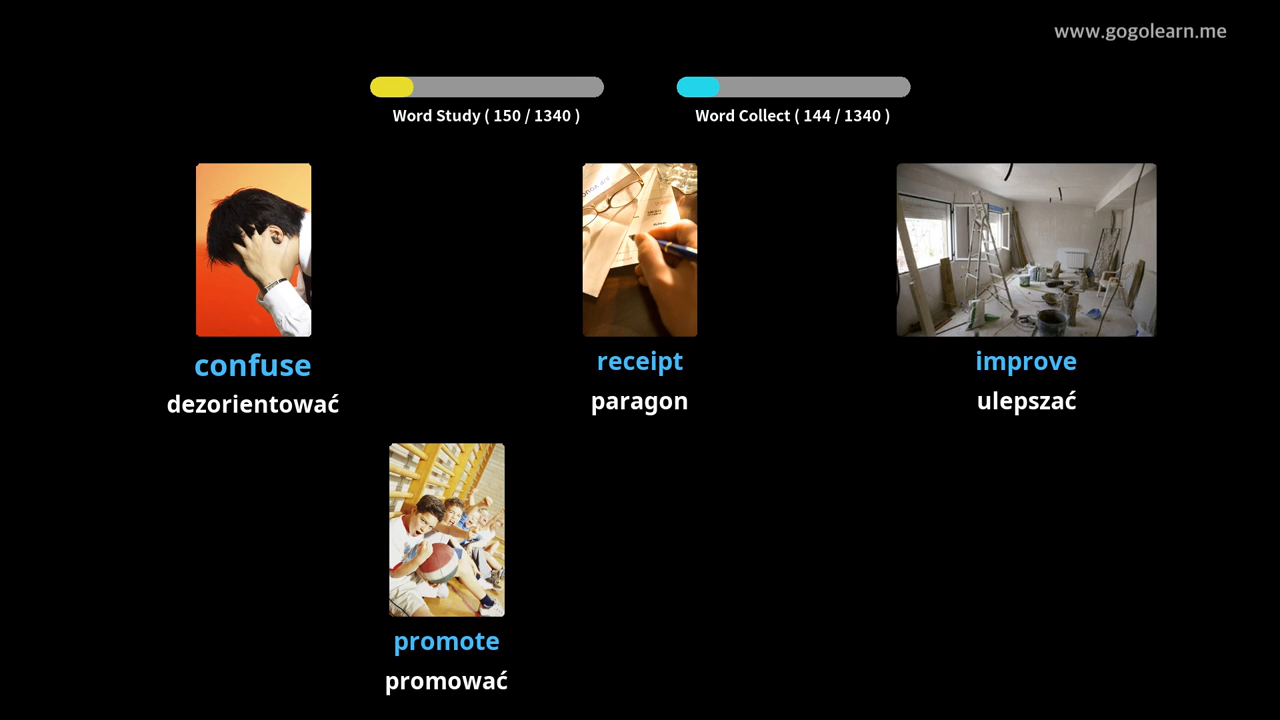 www.gogolearn.me
Word Study ( 150 / 1340 )
Word Collect ( 144 / 1340 )
confuse
dezorientować
receipt
paragon
improve
ulepszać
promote
promować